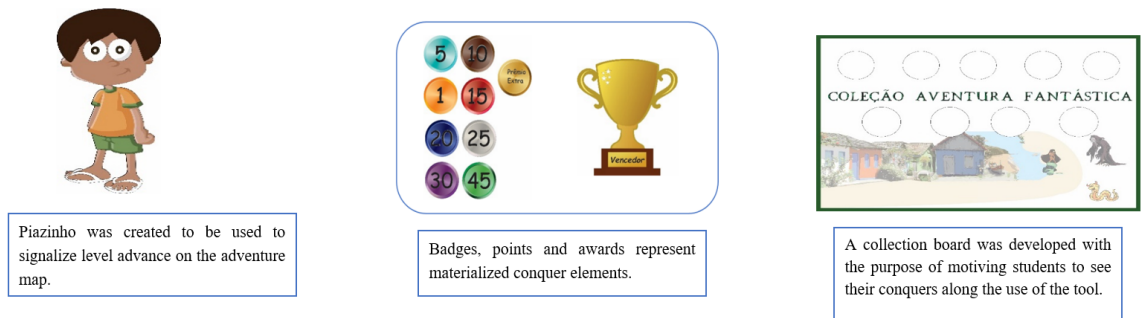 5 10
Prêmio
Extra
1 15
20 25
30 45
Vencedor
COLEÇÃO AVENTURA FANTÁSTICA
Piazinho was created to be used to
signalize level advance on the adventure
map.
Badges, points and awards represent
materialized conquer elements.
A collection board was developed with
the purpose of motiving students to see
their conquers along the use of the tool.